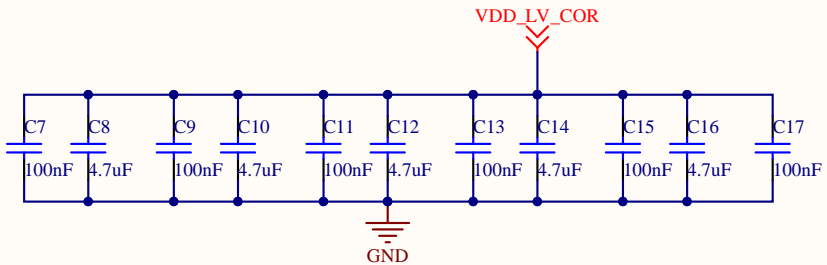 VDD_LV_COR
C7 C8 C9 C10 C11 C12 C13 C14 C15 C16 C17
100nF 4.7uF 100nF 4.7uF 100nF 4.7uF 100nF 4.7uF 100nF 4.7uF 100nF
GND